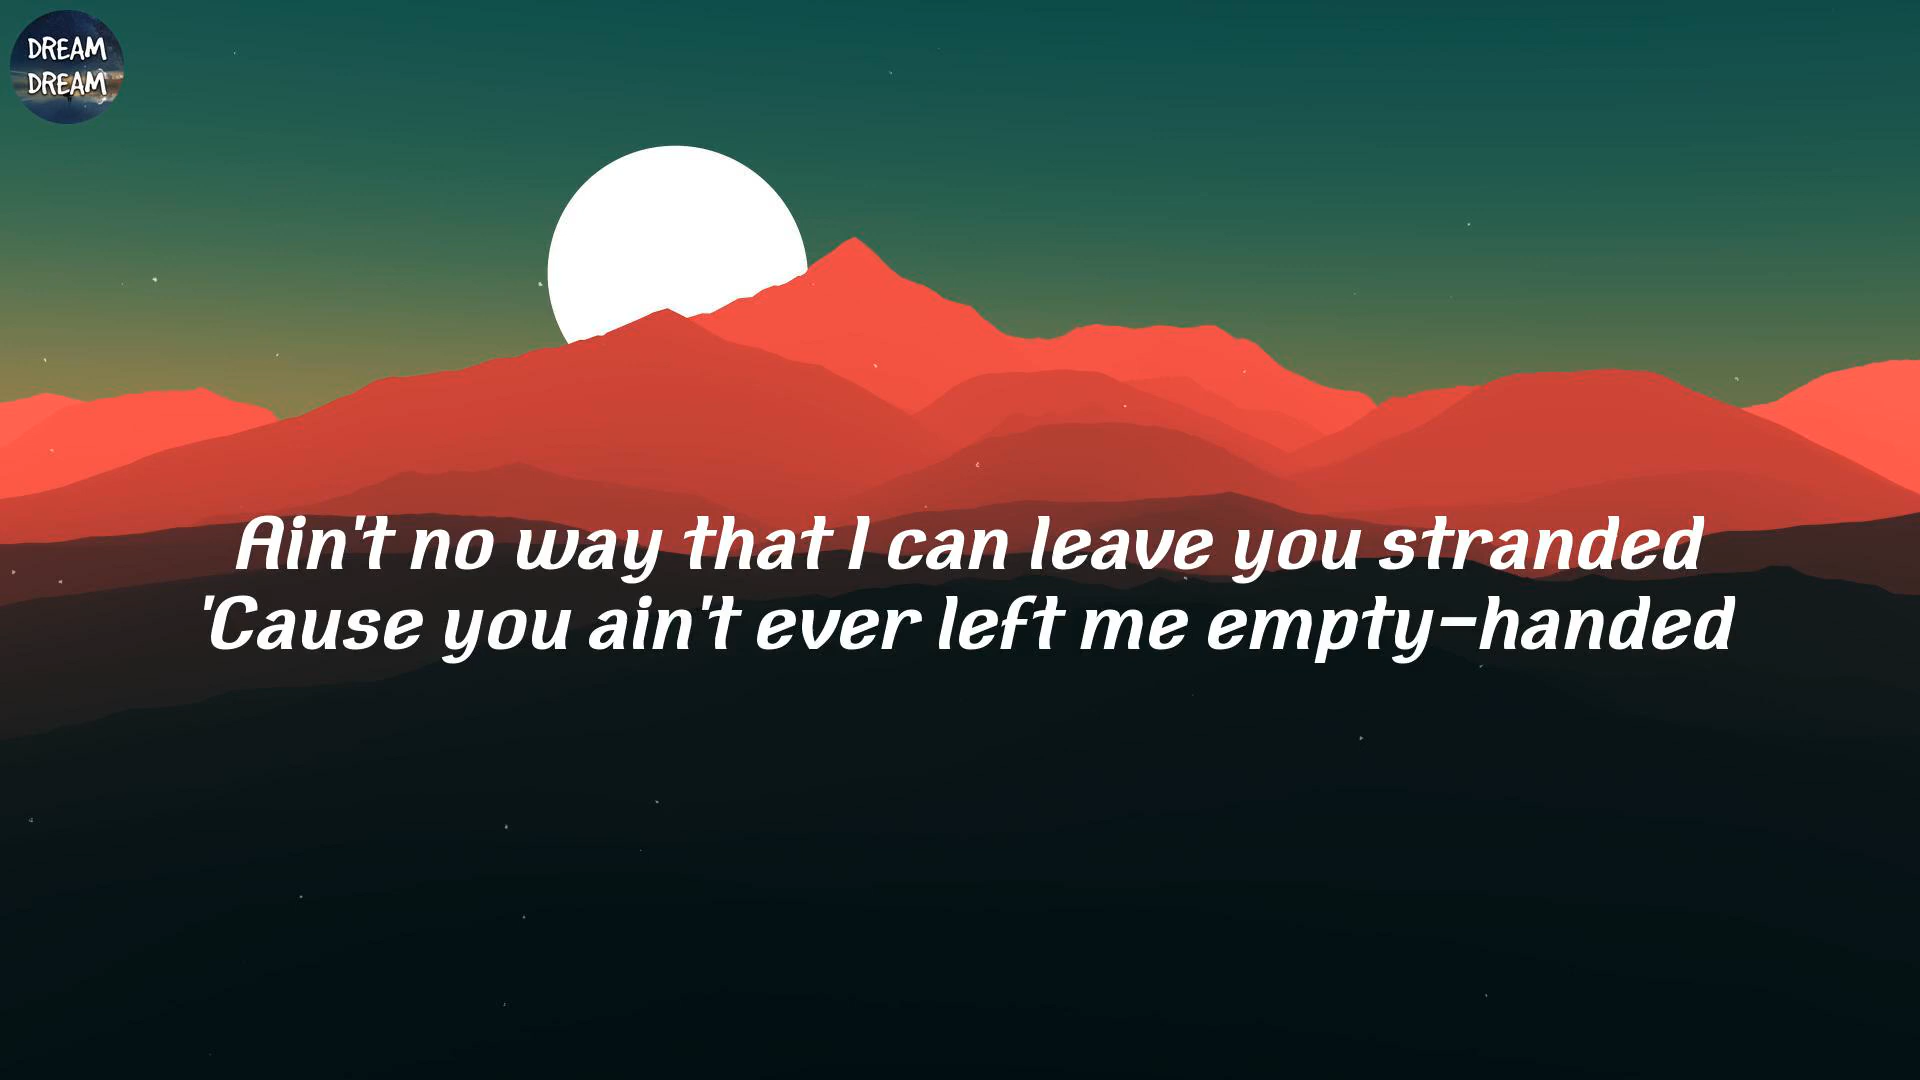 DREAM
DREAM
Ain't no way that I can leave you stranded
'Cause you ain't ever left me empty-handed